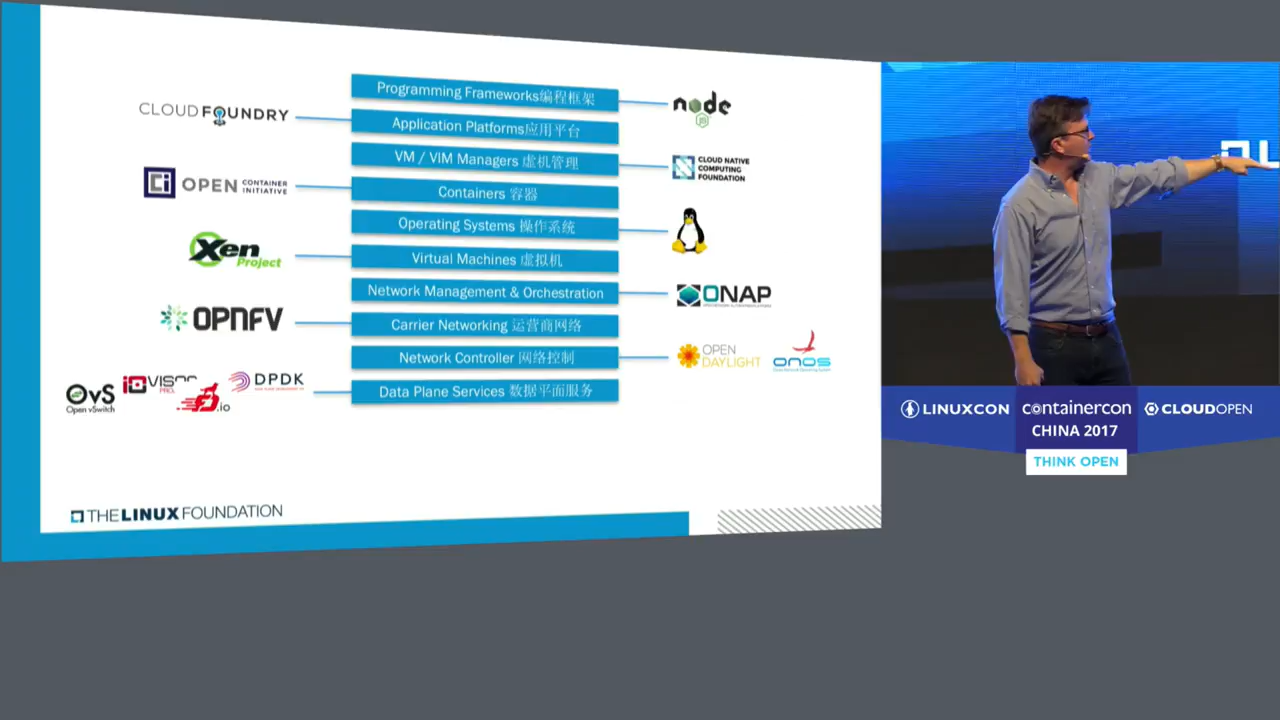 CLOUD FOUNDRY
Programming Frameworks编程框架
node
Application Platforms应用平台
VM / VIM Managers 虚机管理
CLOUD NATIVE
COMPUTING
FOUNDATION
OPEN CONTAINER
INITIATIVE
Containers 容器
Operating Systems 操作系统
Xen
Project
Virtual Machines 虚拟机
Network Management & Orchestration
ONAP
OPNFV
Carrier Networking 运营商网络
Network Controller 网络控制
OPEN
DAYLIGHT
onos
OvS
Open vSwitch
IOVISOR
.io
DPDK
Data Plane Services 数据平面服务
THE LINUX FOUNDATION
LINUXCON
containercon
CLOUDOPEN
CHINA 2017
THINK OPEN